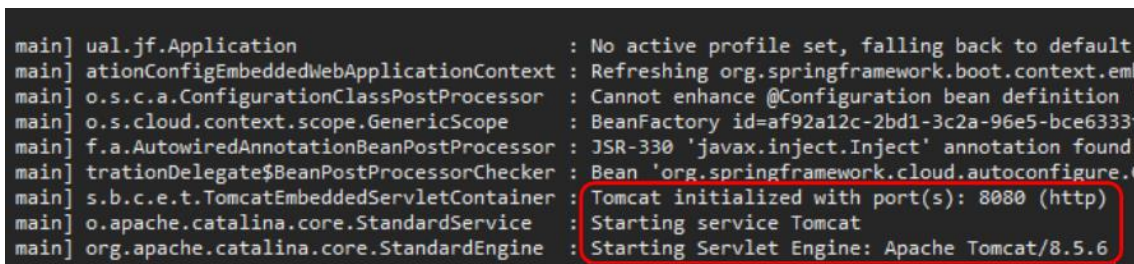 main] ual.jf.Application : No active profile set, falling back to default
main] ationConfigEmbeddedWebApplicationContext : Refreshing org.springframework.boot.context.em
main] o.s.c.a.ConfigurationClassPostProcessor : Cannot enhance @Configuration bean definition
main] o.s.cloud.context.scope.GenericScope : BeanFactory id=af92a12c-2bd1-3c2a-96e5-bce6333
main] f.a.AutowiredAnnotationBeanPostProcessor : JSR-330 'javax.inject.Inject' annotation found
main] trationDelegate$BeanPostProcessorChecker : Bean 'org.springframework.cloud.autoconfigure.
main] s.b.c.e.t.TomcatEmbeddedServletContainer : Tomcat initialized with port(s): 8080 (http)
main] o.apache.catalina.core.StandardService : Starting service Tomcat
main] org.apache.catalina.core.StandardEngine : Starting Servlet Engine: Apache Tomcat/8.5.6